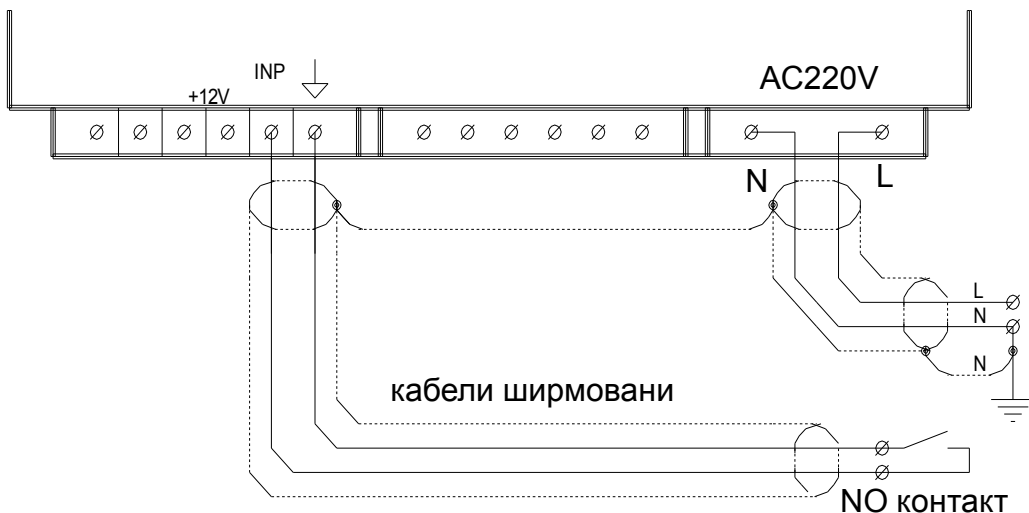 INP
AC220V
+12V
N
L
L
N
N
кабели ширмовани
NO контакт